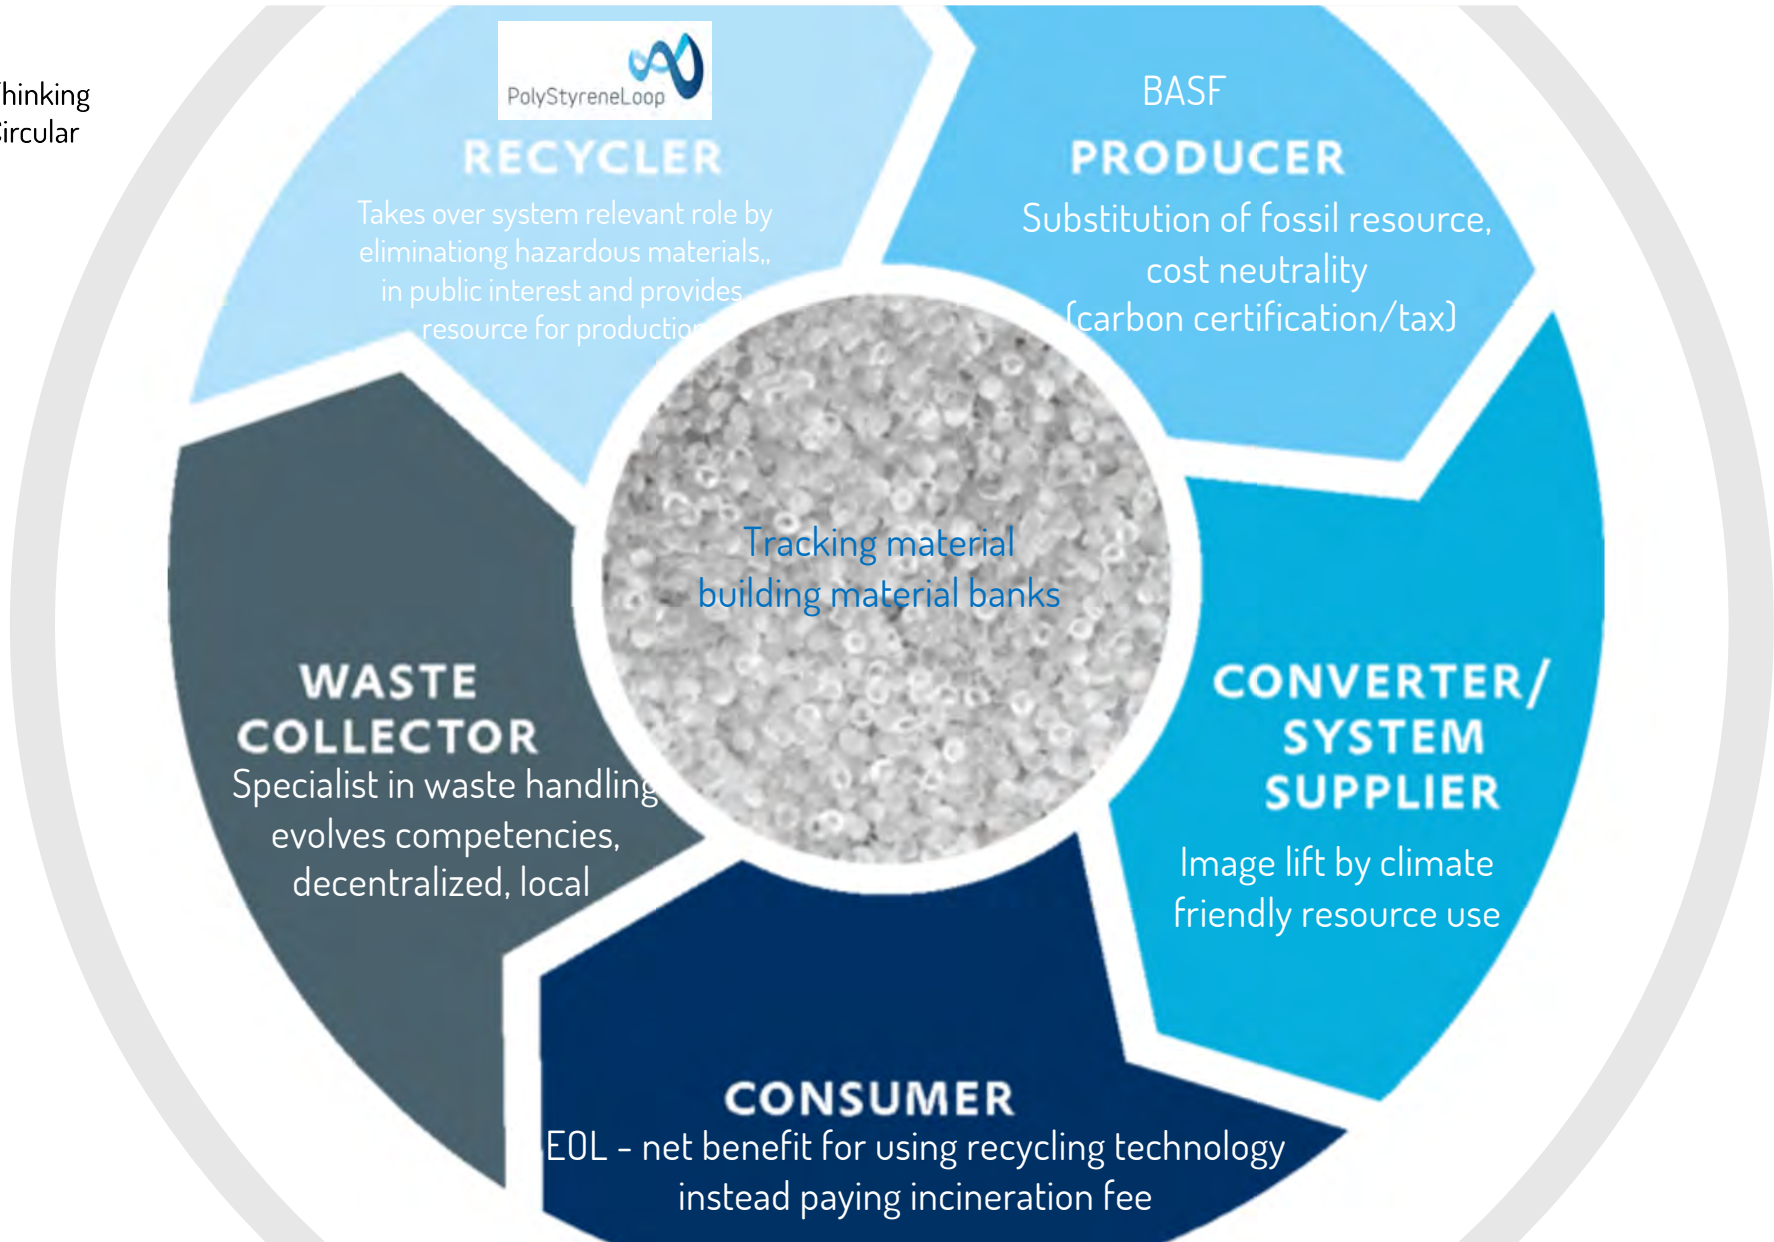 hinking
ircular
PolyStyreneLoop
RECYCLER
Takes over system relevant role by
eliminationg hazardous materials,,
in public interest and provides
resource for production
BASF
PRODUCER
Substitution of fossil resource,
cost neutrality
(carbon certification/tax)
Tracking material
building material banks
WASTE
COLLECTOR
Specialist in waste handling
evolves competencies,
decentralized, local
CONVERTER/
SYSTEM
SUPPLIER
Image lift by climate
friendly resource use
CONSUMER
EOL - net benefit for using recycling technology
instead paying incineration fee